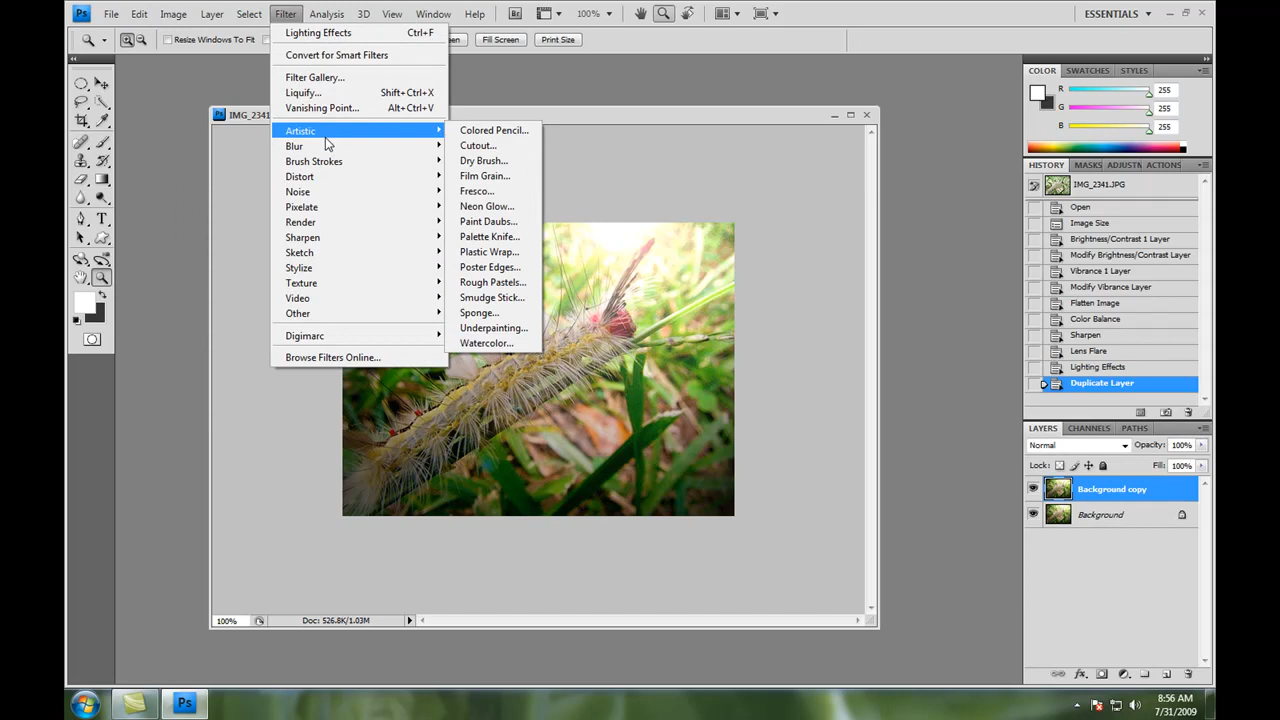 Ps File Edit Image Layer Select Filter Analysis 3D View Window Help Br 100% ESSENTIALS
Resize Windows To Fit Fill Screen Print Size
Lighting Effects Ctrl+F
Convert for Smart Filters
Filter Gallery...
Liquify... Shift+Ctrl+X
Vanishing Point... Alt+Ctrl+V
Artistic
Blur
Brush Strokes
Distort
Noise
Pixelate
Render
Sharpen
Sketch
Stylize
Texture
Video
Other
Digimarc
Browse Filters Online...
Colored Pencil...
Cutout...
Dry Brush...
Film Grain...
Fresco...
Neon Glow...
Paint Daubs...
Palette Knife...
Plastic Wrap...
Poster Edges...
Rough Pastels...
Smudge Stick...
Sponge...
Underpainting...
Watercolor...
Ps IMG_2341
100% Doc: 526.8K/1.03M
COLOR SWATCHES STYLES
R 255
G 255
B 255
HISTORY MASKS ADJUSTN ACTIONS
IMG_2341.JPG
Open
Image Size
Brightness/Contrast 1 Layer
Modify Brightness/Contrast Layer
Vibrance 1 Layer
Modify Vibrance Layer
Flatten Image
Color Balance
Sharpen
Lens Flare
Lighting Effects
Duplicate Layer
LAYERS CHANNELS PATHS
Normal Opacity: 100%
Lock: Fill: 100%
Background copy
Background
fx
Ps
8:56 AM
7/31/2009